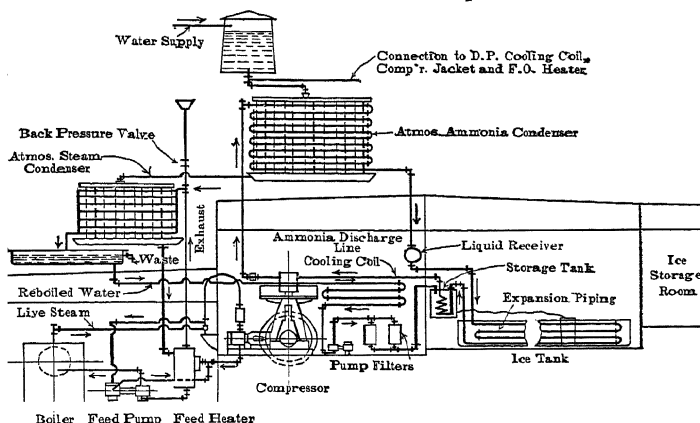 Water Supply
Connection to D.P. Cooling Coil,
Comp'r. Jacket and F.O. Heater
Back Pressure Valve
Atmos. Ammonia Condenser
Atmos. Steam
Condenser
Exhaust
Ammonia Discharge
Line
Liquid Receiver
Waste
Cooling Coil
Storage Tank
Ice
Storage
Room
Reboiled Water
Live Steam
Expansion Piping
Ice Tank
Pump Filters
Compressor
Boiler Feed Pump Feed Heater